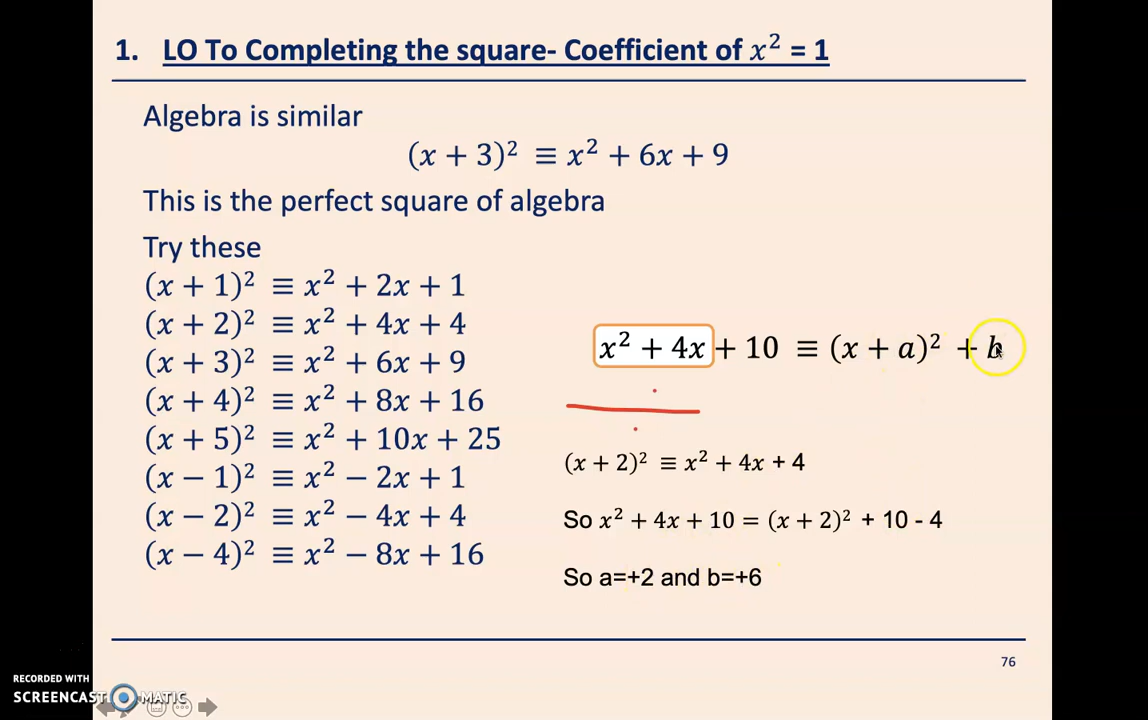 1. LO To Completing the square- Coefficient of x² = 1
Algebra is similar
(x + 3)² ≡ x² + 6x + 9
This is the perfect square of algebra
Try these
(x + 1)² ≡ x² + 2x + 1
(x + 2)² ≡ x² + 4x + 4
(x + 3)² ≡ x² + 6x + 9
(x + 4)² ≡ x² + 8x + 16
(x + 5)² ≡ x² + 10x + 25
(x − 1)² ≡ x² − 2x + 1
(x − 2)² ≡ x² − 4x + 4
(x − 4)² ≡ x² − 8x + 16
x² + 4x + 10 ≡ (x + a)² + b
(x + 2)² ≡ x² + 4x + 4
So x² + 4x + 10 = (x + 2)² + 10 - 4
So a=+2 and b=+6
76
RECORDED WITH
SCREENCAST-O-MATIC